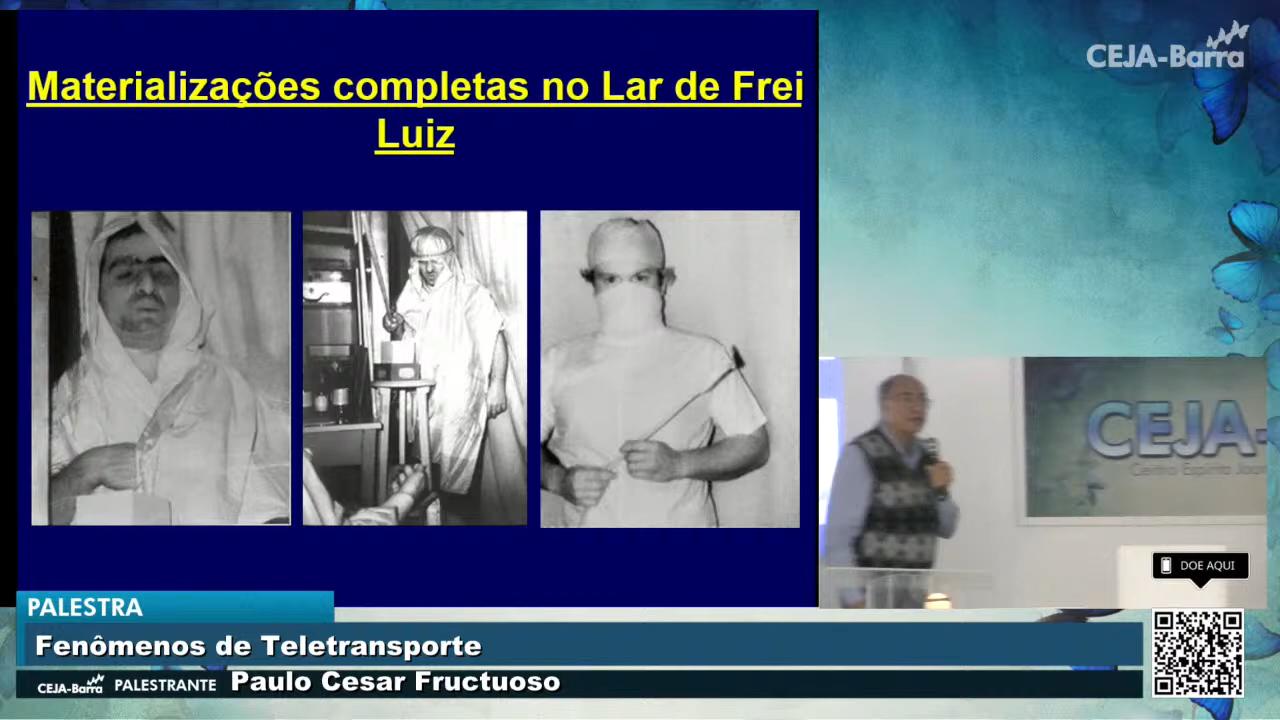 CEJA-Barra
Materializações completas no Lar de Frei
Luiz
CEJA-
DOE AQUI
PALESTRA
Fenômenos de Teletransporte
CEJA-Barra PALESTRANTE Paulo Cesar Fructuoso